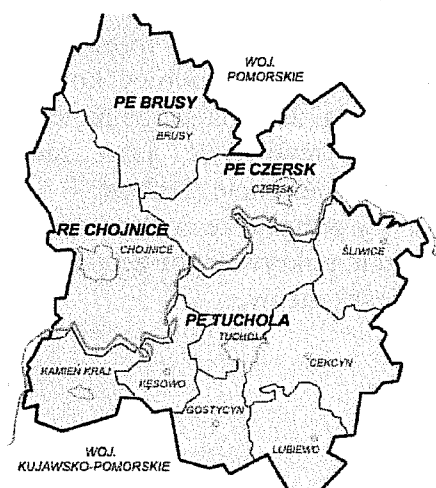 WOJ.
POMORSKIE
PE BRUSY
BRUSY
PE CZERSK
CZERSK
RE CHOJNICE
CHOJNICE
ŚLIWICE
PE TUCHOLA
TUCHOLA
CEKCYN
KAMIEŃ KRAJ.
KĘSOWO
GOSTYCYN
LUBIEWO
WOJ.
KUJAWSKO-POMORSKIE